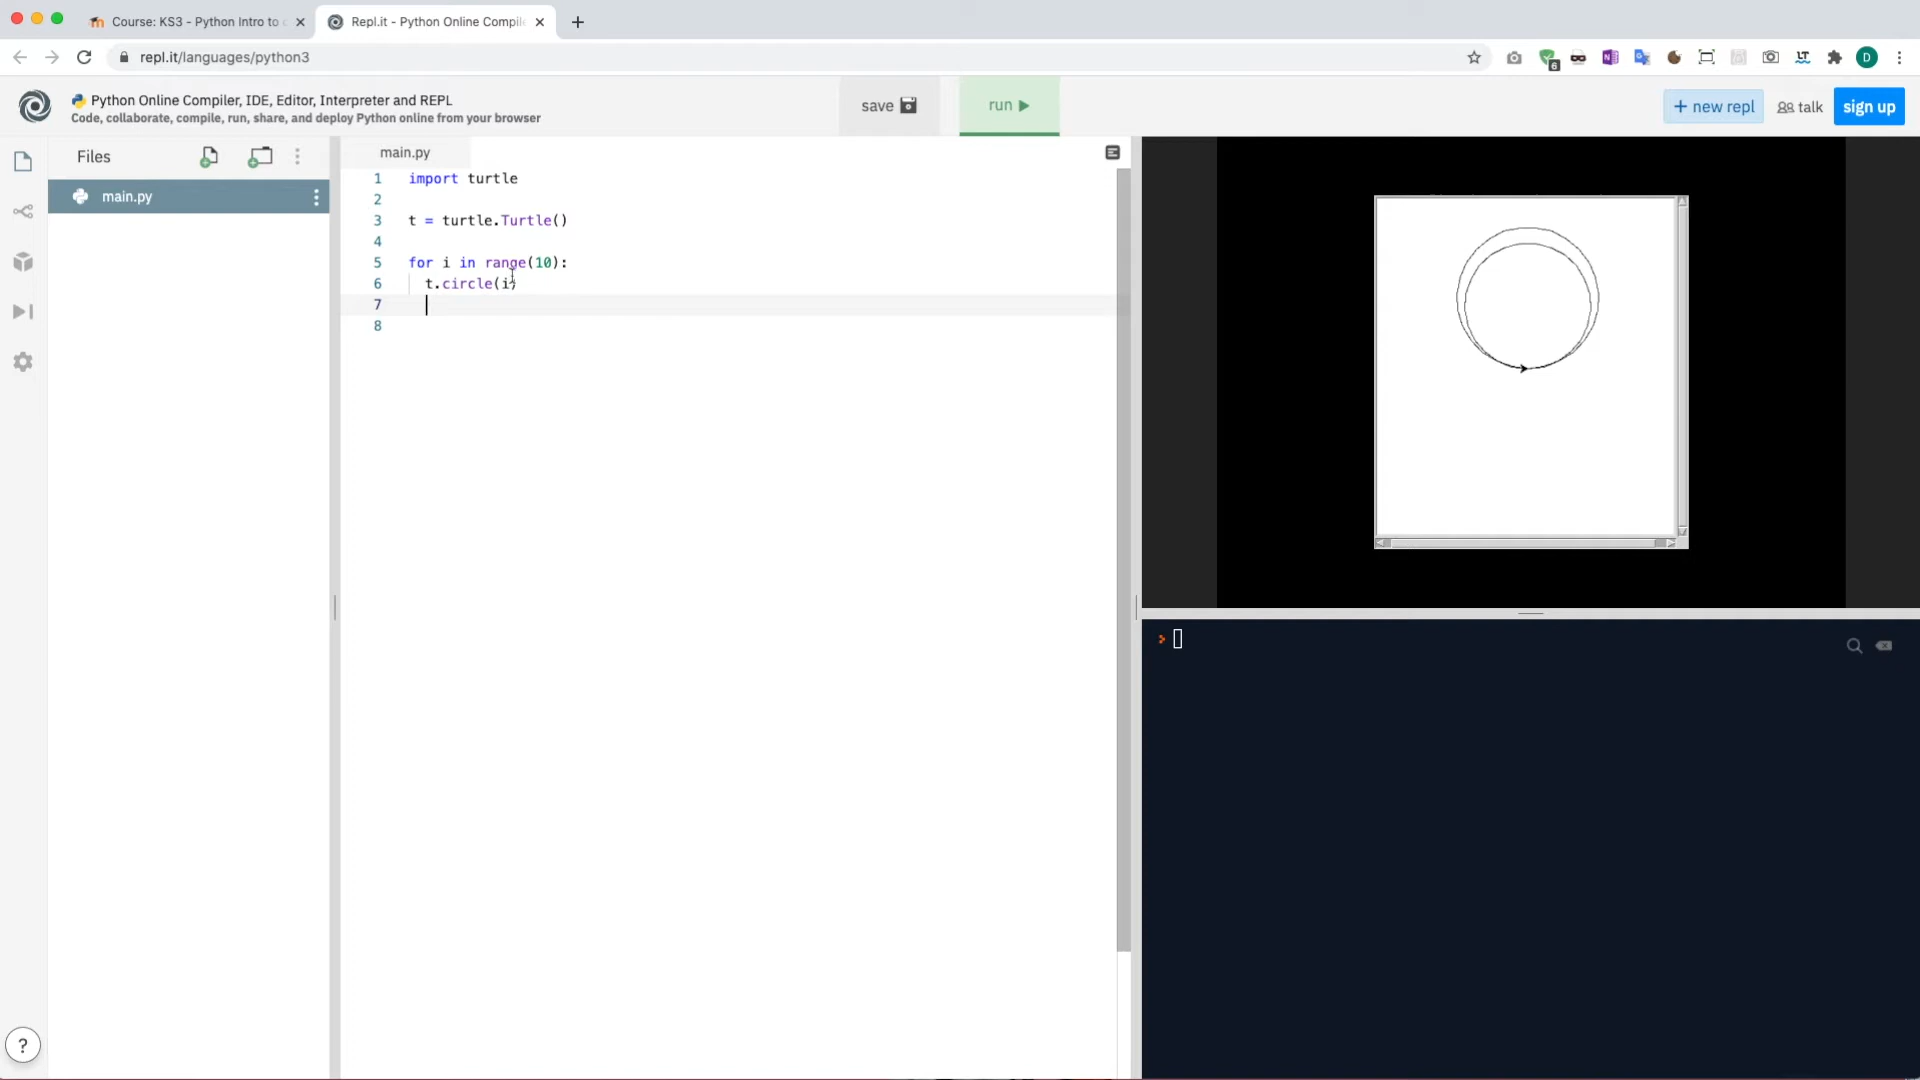 Course: KS3 - Python Intro to
Repl.it - Python Online Compile
repl.it/languages/python3
6
D
Python Online Compiler, IDE, Editor, Interpreter and REPL
Code, collaborate, compile, run, share, and deploy Python online from your browser
save
run
+ new repl
talk
sign up
Files
main.py
main.py
1 import turtle
2
3 t = turtle.Turtle()
4
5 for i in range(10):
6 t.circle(i)
7
8
?